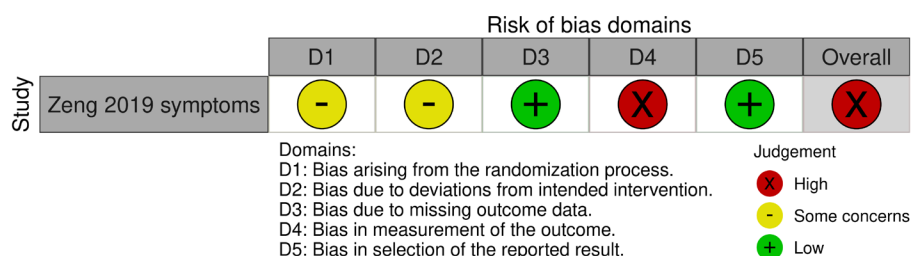 Risk of bias domains
D1 D2 D3 D4 D5 Overall
Study
Zeng 2019 symptoms - - + X + X
Domains:
D1: Bias arising from the randomization process.
D2: Bias due to deviations from intended intervention.
D3: Bias due to missing outcome data.
D4: Bias in measurement of the outcome.
D5: Bias in selection of the reported result.
Judgement
X High
- Some concerns
+ Low